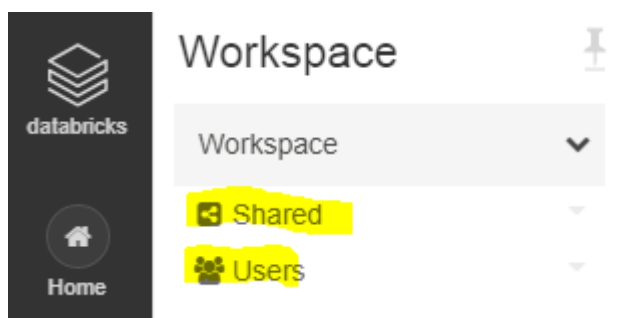 databricks
Home
Workspace
Workspace
Shared
Users